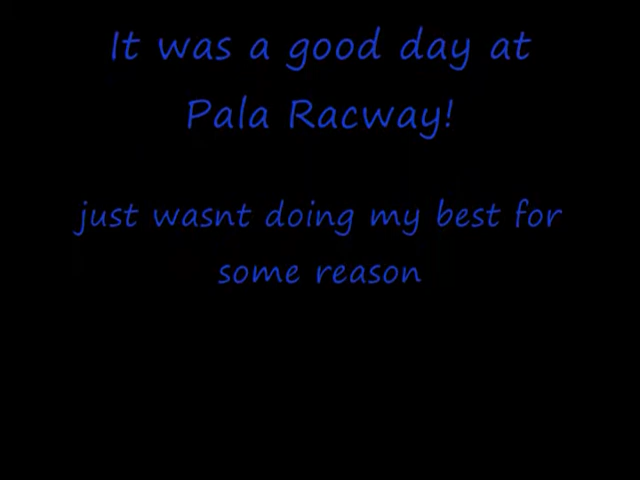 It was a good day at
Pala Racway!
just wasnt doing my best for
some reason